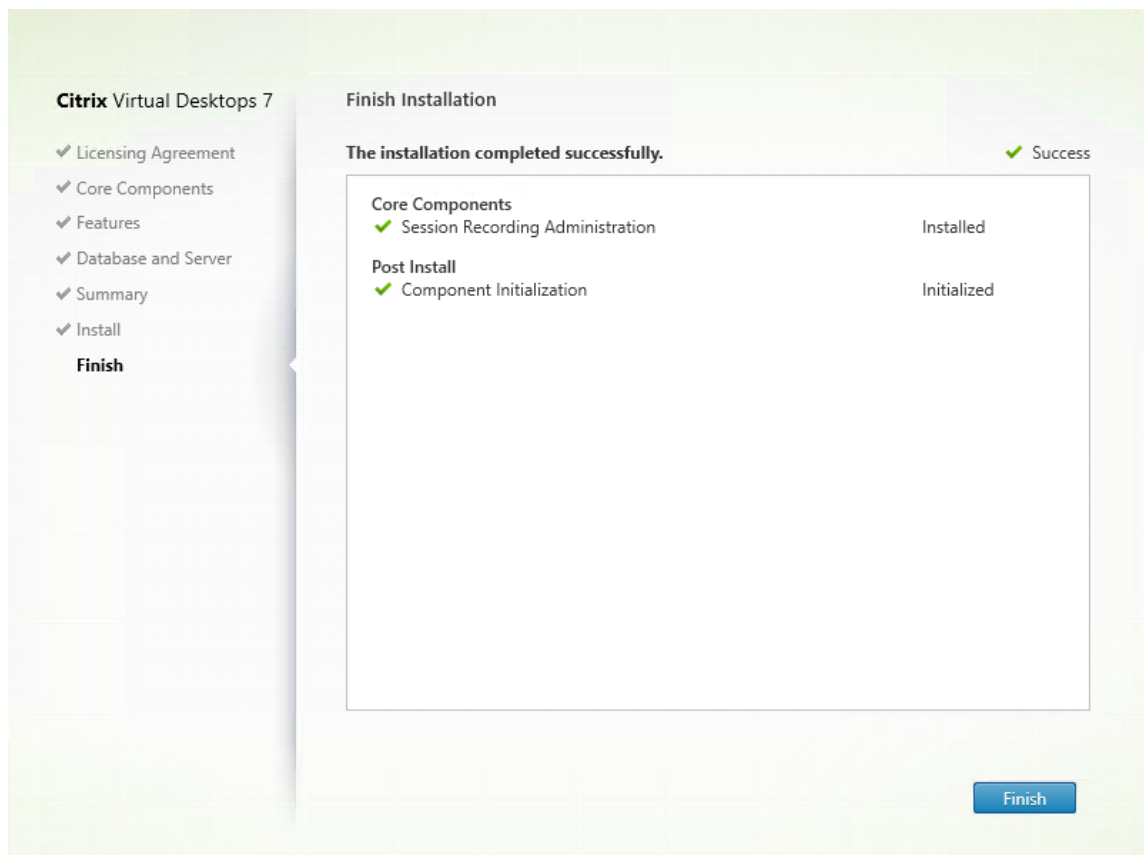 Citrix Virtual Desktops 7
Licensing Agreement
Core Components
Features
Database and Server
Summary
Install
Finish
Finish Installation
The installation completed successfully.
Success
Core Components
Session Recording Administration Installed
Post Install
Component Initialization Initialized
Finish